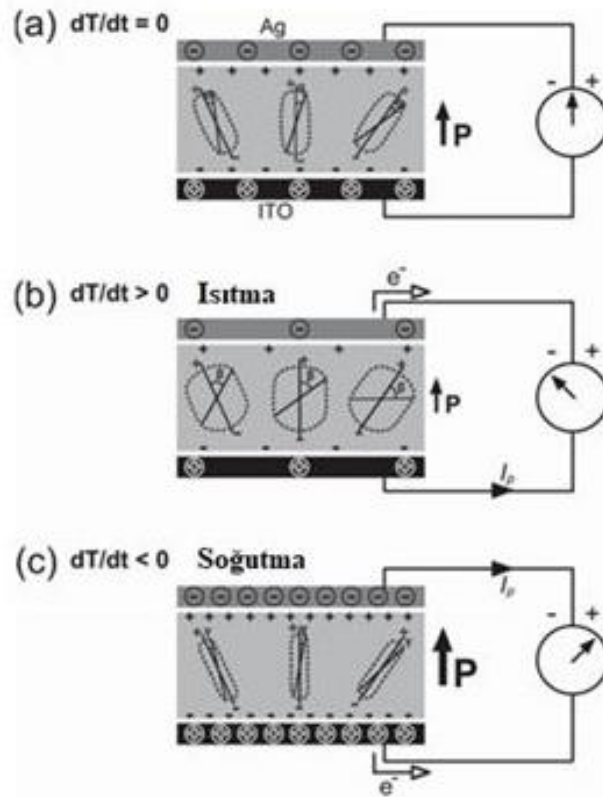 (a) dT/dt = 0
Ag
P
- +
ITO
(b) dT/dt > 0 Isıtma
e⁻
P
- +
Iₚ
(c) dT/dt < 0 Soğutma
Iₚ
P
- +
e⁻